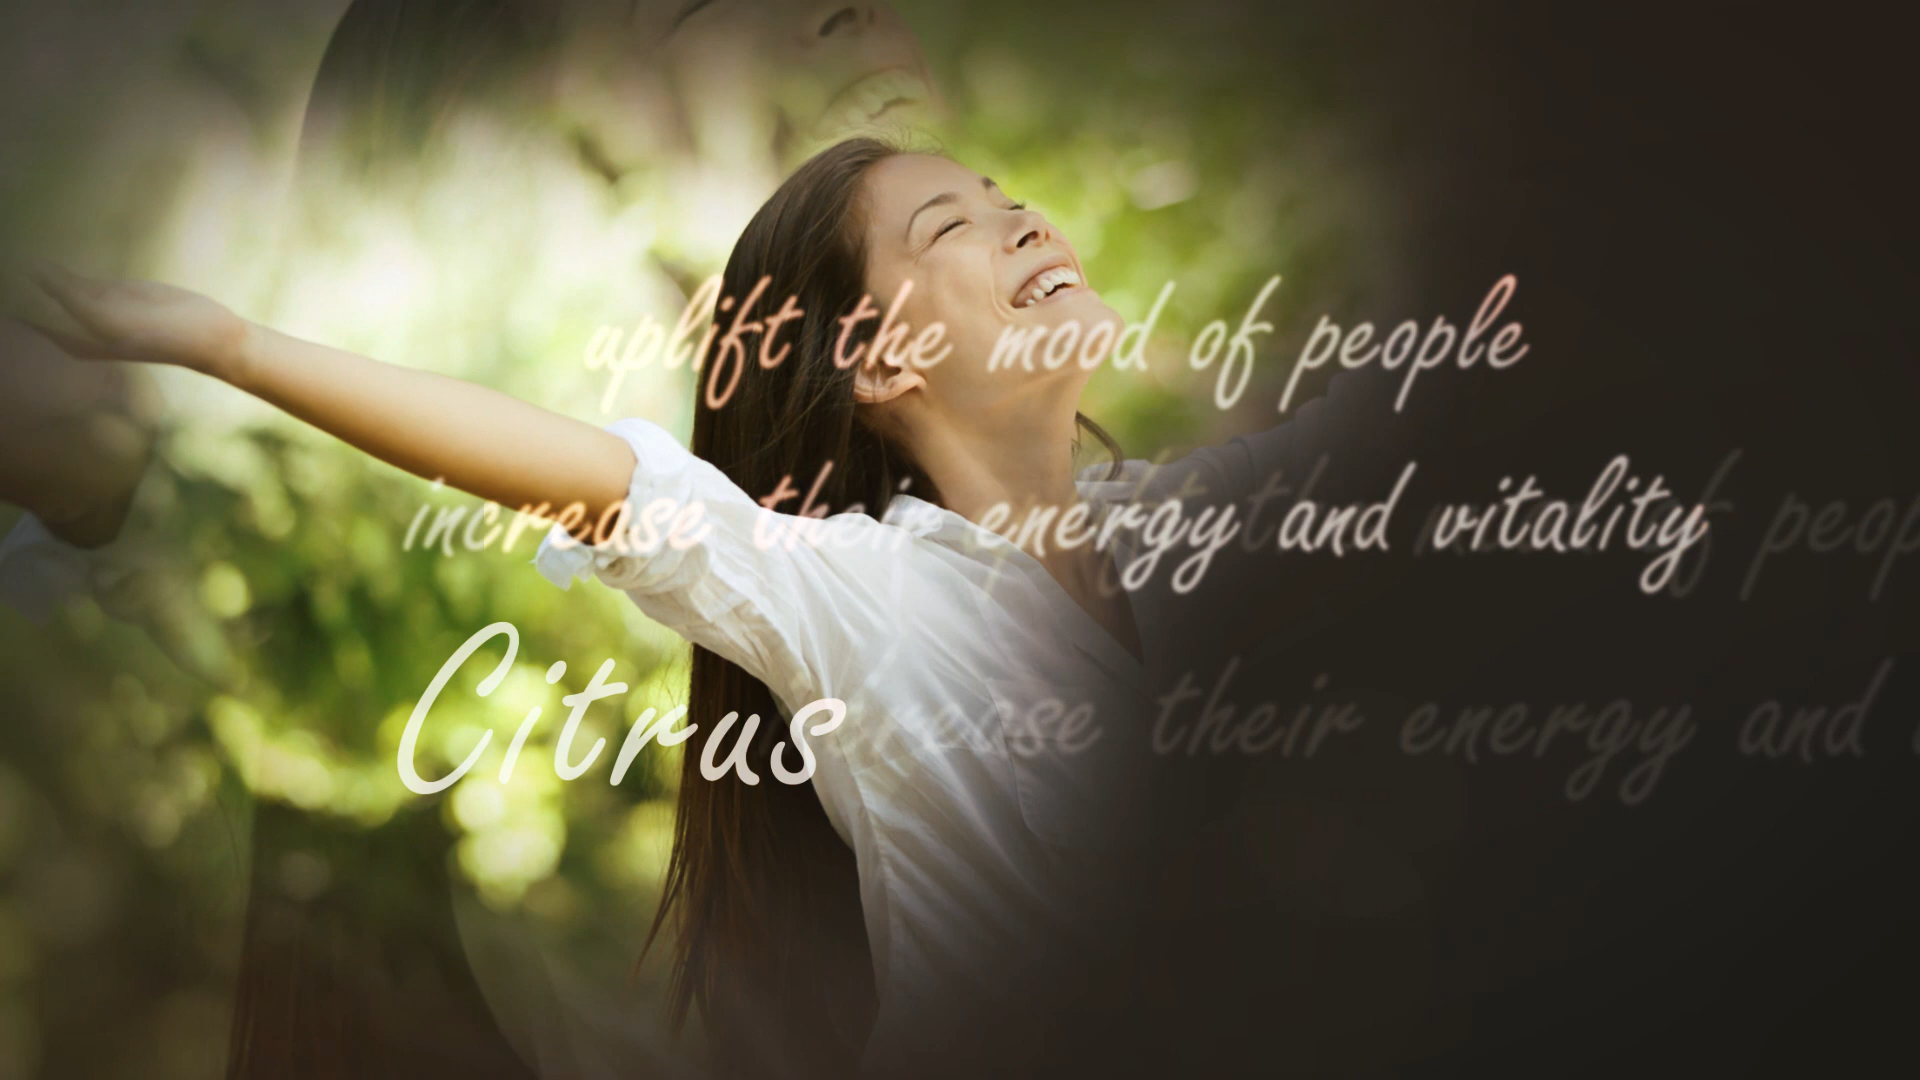 uplift the mood of people
increase their energy and vitality
Citrus